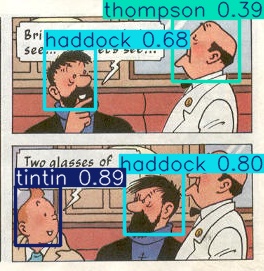 thompson 0.39
Bri
haddock 0.68
see...
see...
Two glasses of
haddock 0.80
tintin 0.89